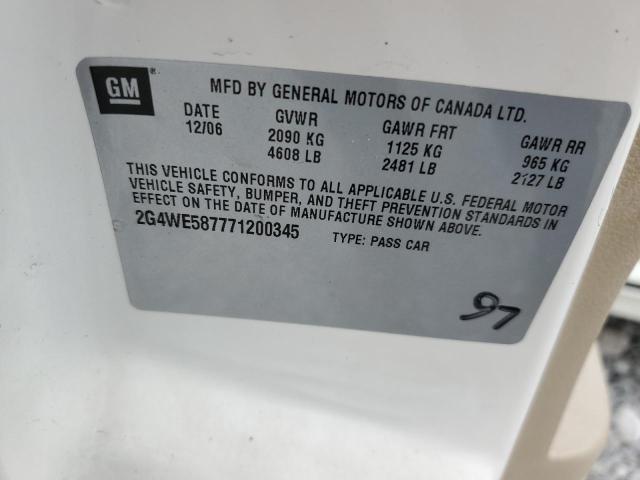 GM
MFD BY GENERAL MOTORS OF CANADA LTD.
DATE GVWR GAWR FRT GAWR RR
12/06 2090 KG 1125 KG 965 KG
4608 LB 2481 LB 2127 LB
THIS VEHICLE CONFORMS TO ALL APPLICABLE U.S. FEDERAL MOTOR
VEHICLE SAFETY, BUMPER, AND THEFT PREVENTION STANDARDS IN
EFFECT ON THE DATE OF MANUFACTURE SHOWN ABOVE.
2G4WE587771200345 TYPE: PASS CAR
97